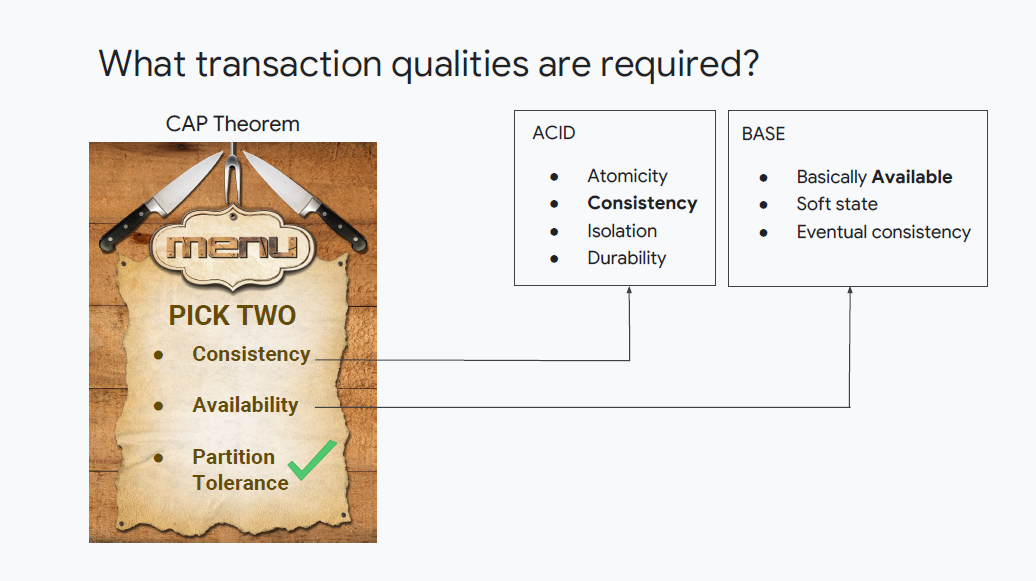 What transaction qualities are required?
CAP Theorem
menu
PICK TWO
• Consistency
• Availability
• Partition
Tolerance
ACID
• Atomicity
• Consistency
• Isolation
• Durability
BASE
• Basically Available
• Soft state
• Eventual consistency